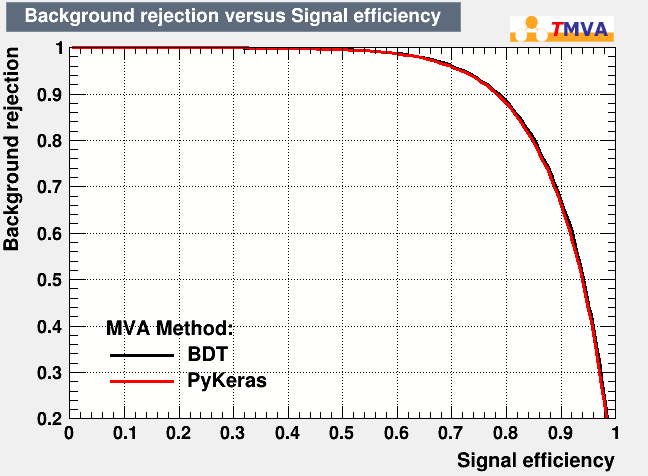 Background rejection versus Signal efficiency
TMVA
Background rejection
1
0.9
0.8
0.7
0.6
0.5
0.4
0.3
0.2
MVA Method:
BDT
PyKeras
0 0.1 0.2 0.3 0.4 0.5 0.6 0.7 0.8 0.9 1
Signal efficiency